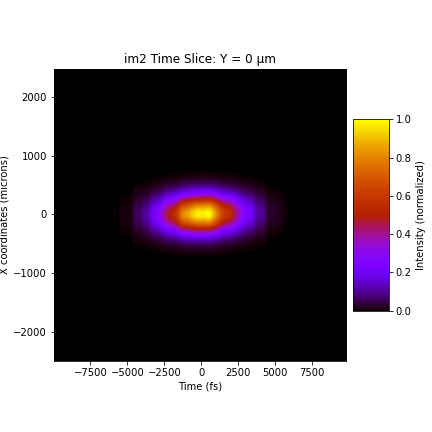 im2 Time Slice: Y = 0 μm
2000
1000
0
−1000
−2000
X coordinates (microns)
−7500 −5000 −2500 0 2500 5000 7500
Time (fs)
1.0
0.8
0.6
0.4
0.2
0.0
Intensity (normalized)